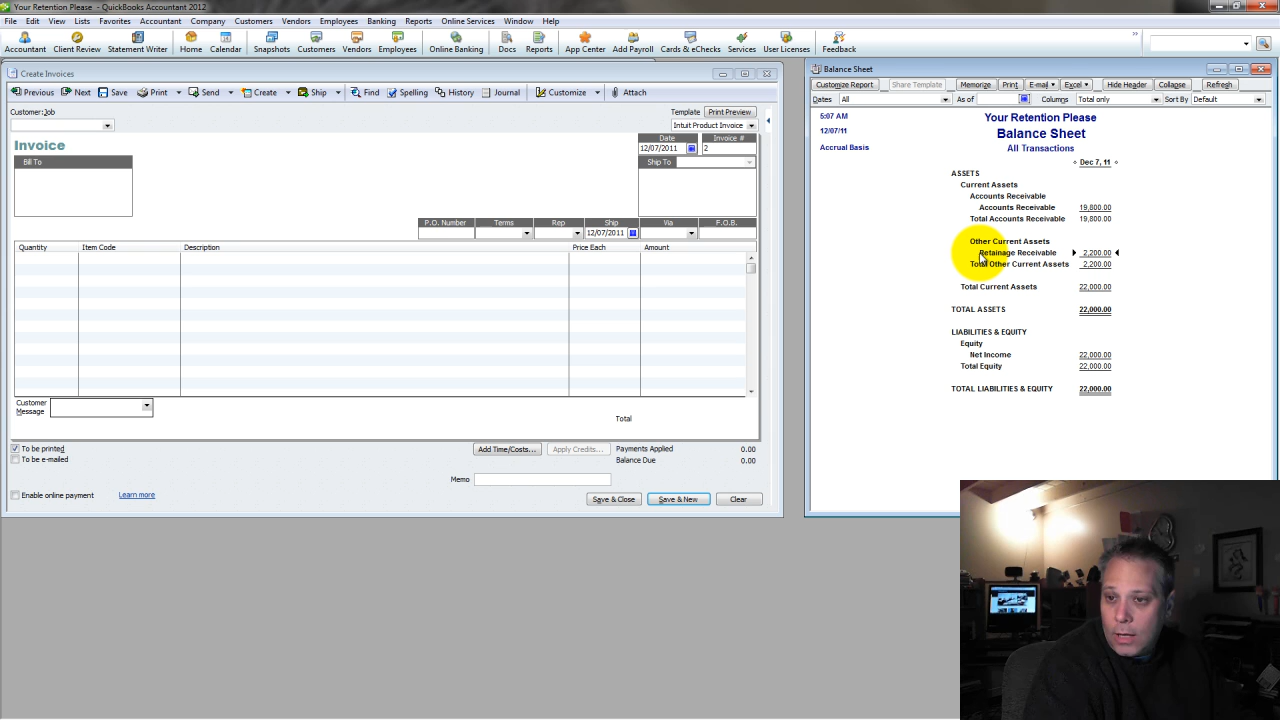 Your Retention Please - QuickBooks Accountant 2012
File Edit View Lists Favorites Accountant Company Customers Vendors Employees Banking Reports Online Services Window Help
Accountant Client Review Statement Writer Home Calendar Snapshots Customers Vendors Employees Online Banking Docs Reports App Center Add Payroll Cards & eChecks Services User Licenses Feedback
Create Invoices
Previous Next Save Print Send Create Ship Find Spelling History Journal Customize Attach
Customer:Job
Template Print Preview
Intuit Product Invoice
Invoice
Date Invoice #
12/07/2011 2
Bill To
Ship To
P.O. Number Terms Rep Ship Via F.O.B.
12/07/2011
Quantity Item Code Description Price Each Amount
Customer
Message
Total
To be printed
To be e-mailed
Add Time/Costs... Apply Credits... Payments Applied 0.00
Balance Due 0.00
Memo
Enable online payment Learn more
Save & Close Save & New Clear
Balance Sheet
Customize Report Share Template Memorize Print E-mail Excel Hide Header Collapse Refresh
Dates All As of Columns Total only Sort By Default
5:07 AM
12/07/11
Accrual Basis
Your Retention Please
Balance Sheet
All Transactions
Dec 7, 11
ASSETS
Current Assets
Accounts Receivable
Accounts Receivable 19,800.00
Total Accounts Receivable 19,800.00
Other Current Assets
Retainage Receivable 2,200.00
Total Other Current Assets 2,200.00
Total Current Assets 22,000.00
TOTAL ASSETS 22,000.00
LIABILITIES & EQUITY
Equity
Net Income 22,000.00
Total Equity 22,000.00
TOTAL LIABILITIES & EQUITY 22,000.00